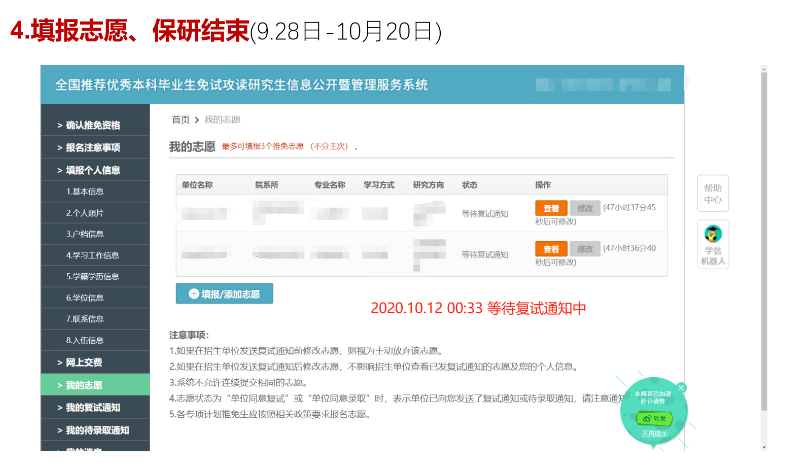 4.填报志愿、保研结束(9.28日-10月20日)
全国推荐优秀本科毕业生免试攻读研究生信息公开暨管理服务系统
> 确认推免资格
> 报名注意事项
> 填报个人信息
1.基本信息
2.个人照片
3.户档信息
4.学习工作信息
5.学籍学历信息
6.学位信息
7.联系信息
8.入伍信息
> 网上交费
> 我的志愿
> 我的复试通知
> 我的待录取通知
首页 > 我的志愿
我的志愿 最多可填报3个推免志愿 (不分主次) 。
单位名称 院系所 专业名称 学习方式 研究方向 状态 操作
等待复试通知 查看 修改 (47小时37分45
秒后可修改)
等待复试通知 查看 修改 (47小时36分40
秒后可修改)
填报/添加志愿
2020.10.12 00:33 等待复试通知中
注意事项:
1.如果在招生单位发送复试通知前修改志愿，则视为主动放弃该志愿。
2.如果在招生单位发送复试通知后修改志愿，不影响招生单位查看已发复试通知的志愿及您的个人信息。
3.系统不允许连续提交相同的志愿。
4.志愿状态为“单位同意复试”或“单位同意录取”时，表示单位已向您发送了复试通知或待录取通知，请注意通知
5.各专项计划推免生应按照相关政策要求报名志愿。
帮助
中心
学信
机器人
转发
不再提示